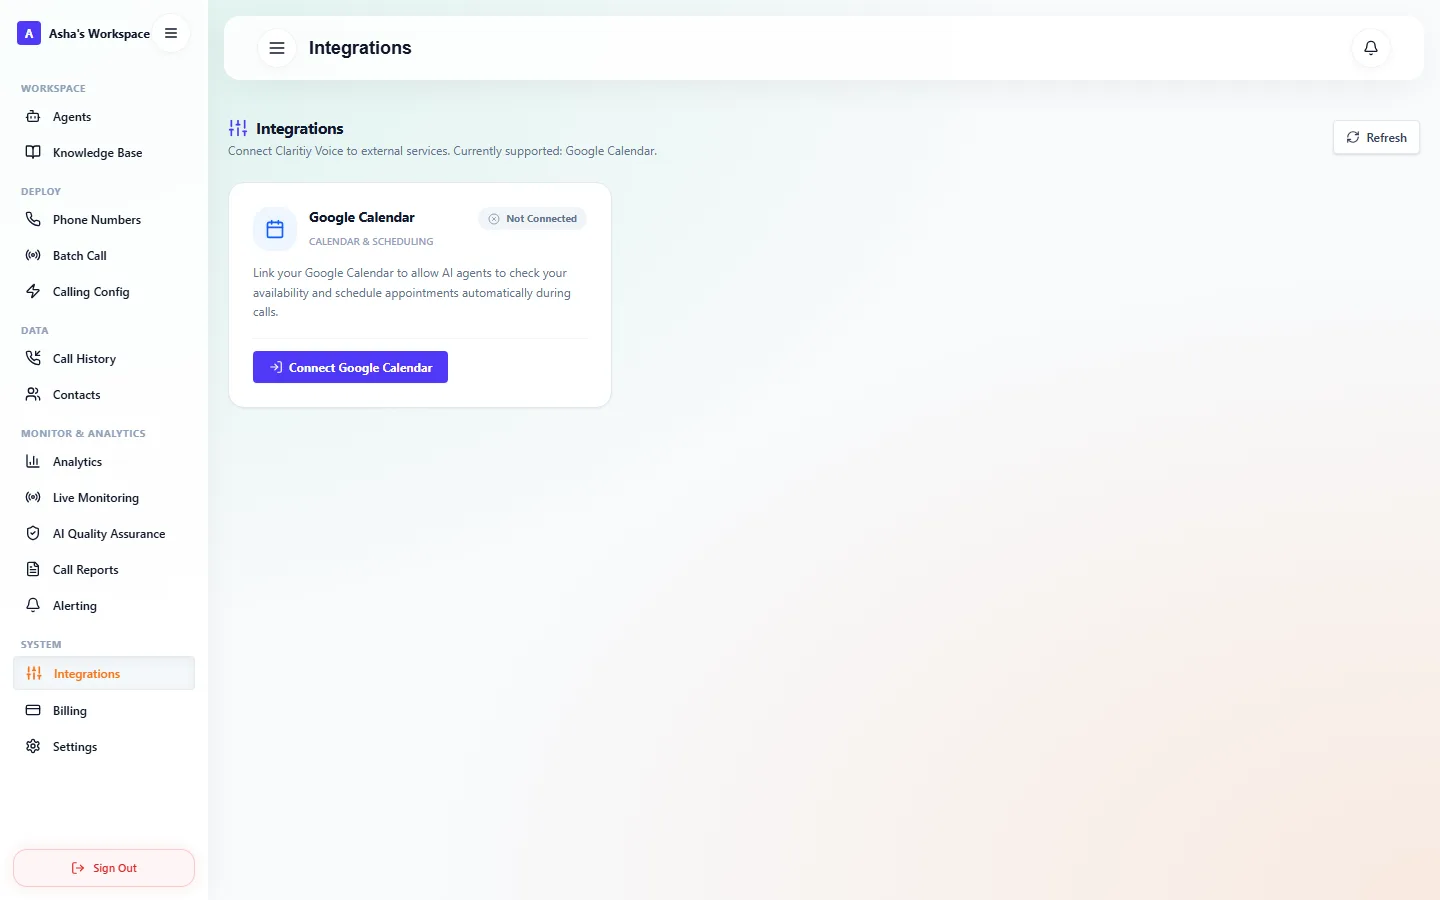 A Asha's Workspace
WORKSPACE
Agents
Knowledge Base
DEPLOY
Phone Numbers
Batch Call
Calling Config
DATA
Call History
Contacts
MONITOR & ANALYTICS
Analytics
Live Monitoring
AI Quality Assurance
Call Reports
Alerting
SYSTEM
Integrations
Billing
Settings
Sign Out
Integrations
Integrations
Connect Claritiy Voice to external services. Currently supported: Google Calendar.
Refresh
Google Calendar
Not Connected
CALENDAR & SCHEDULING
Link your Google Calendar to allow AI agents to check your
availability and schedule appointments automatically during
calls.
Connect Google Calendar